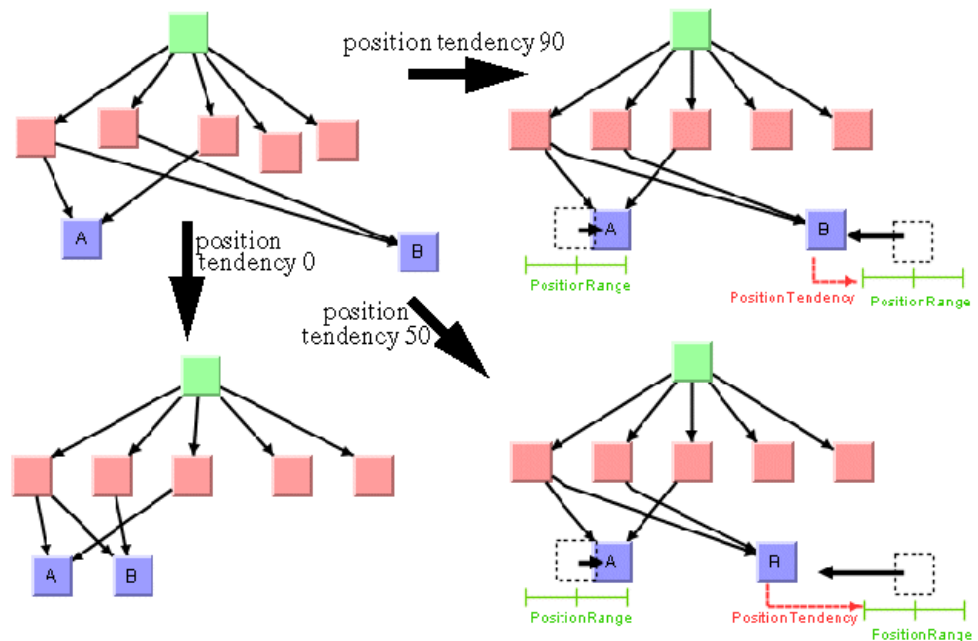 position tendency 90
A
B
position
tendency 0
A
B
PositionRange
PositionTendency
PositionRange
position
tendency 50
A
B
A
B
PositionRange
PositionTendency
PositionRange